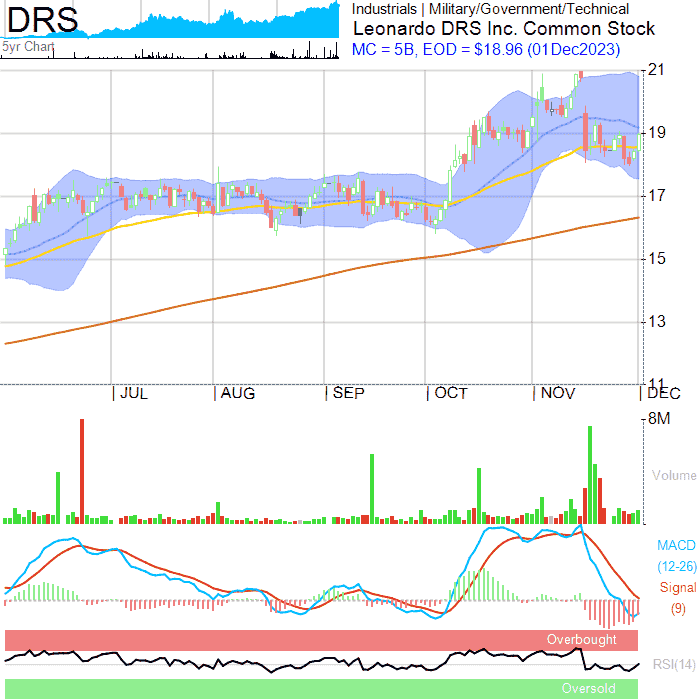 DRS
5yr Chart
Industrials | Military/Government/Technical
Leonardo DRS Inc. Common Stock
MC = 5B, EOD = $18.96 (01Dec2023)
21
19
17
15
13
11
JUL AUG SEP OCT NOV DEC
8M
Volume
MACD
(12-26)
Signal
(9)
Overbought
RSI(14)
Oversold